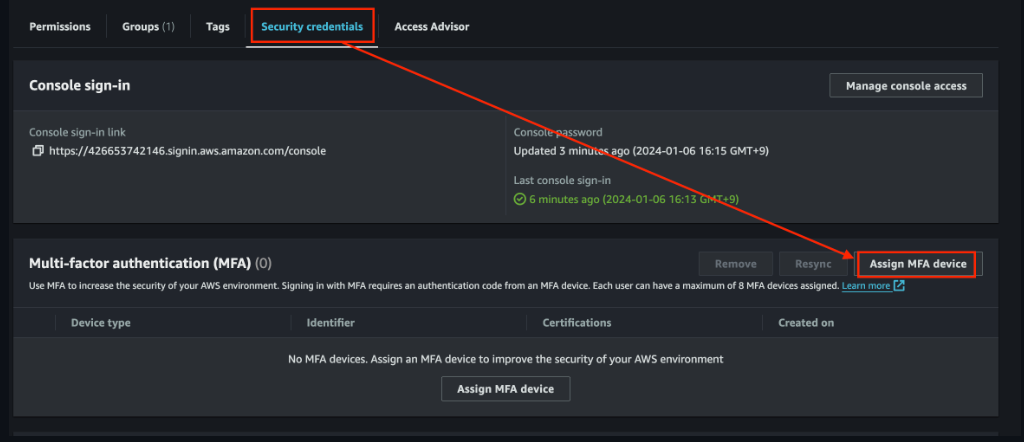 Permissions Groups (1) Tags Security credentials Access Advisor
Console sign-in Manage console access
Console sign-in link
https://426653742146.signin.aws.amazon.com/console
Console password
Updated 3 minutes ago (2024-01-06 16:15 GMT+9)
Last console sign-in
6 minutes ago (2024-01-06 16:13 GMT+9)
Multi-factor authentication (MFA) (0) Remove Resync Assign MFA device
Use MFA to increase the security of your AWS environment. Signing in with MFA requires an authentication code from an MFA device. Each user can have a maximum of 8 MFA devices assigned. Learn more
Device type Identifier Certifications Created on
No MFA devices. Assign an MFA device to improve the security of your AWS environment
Assign MFA device